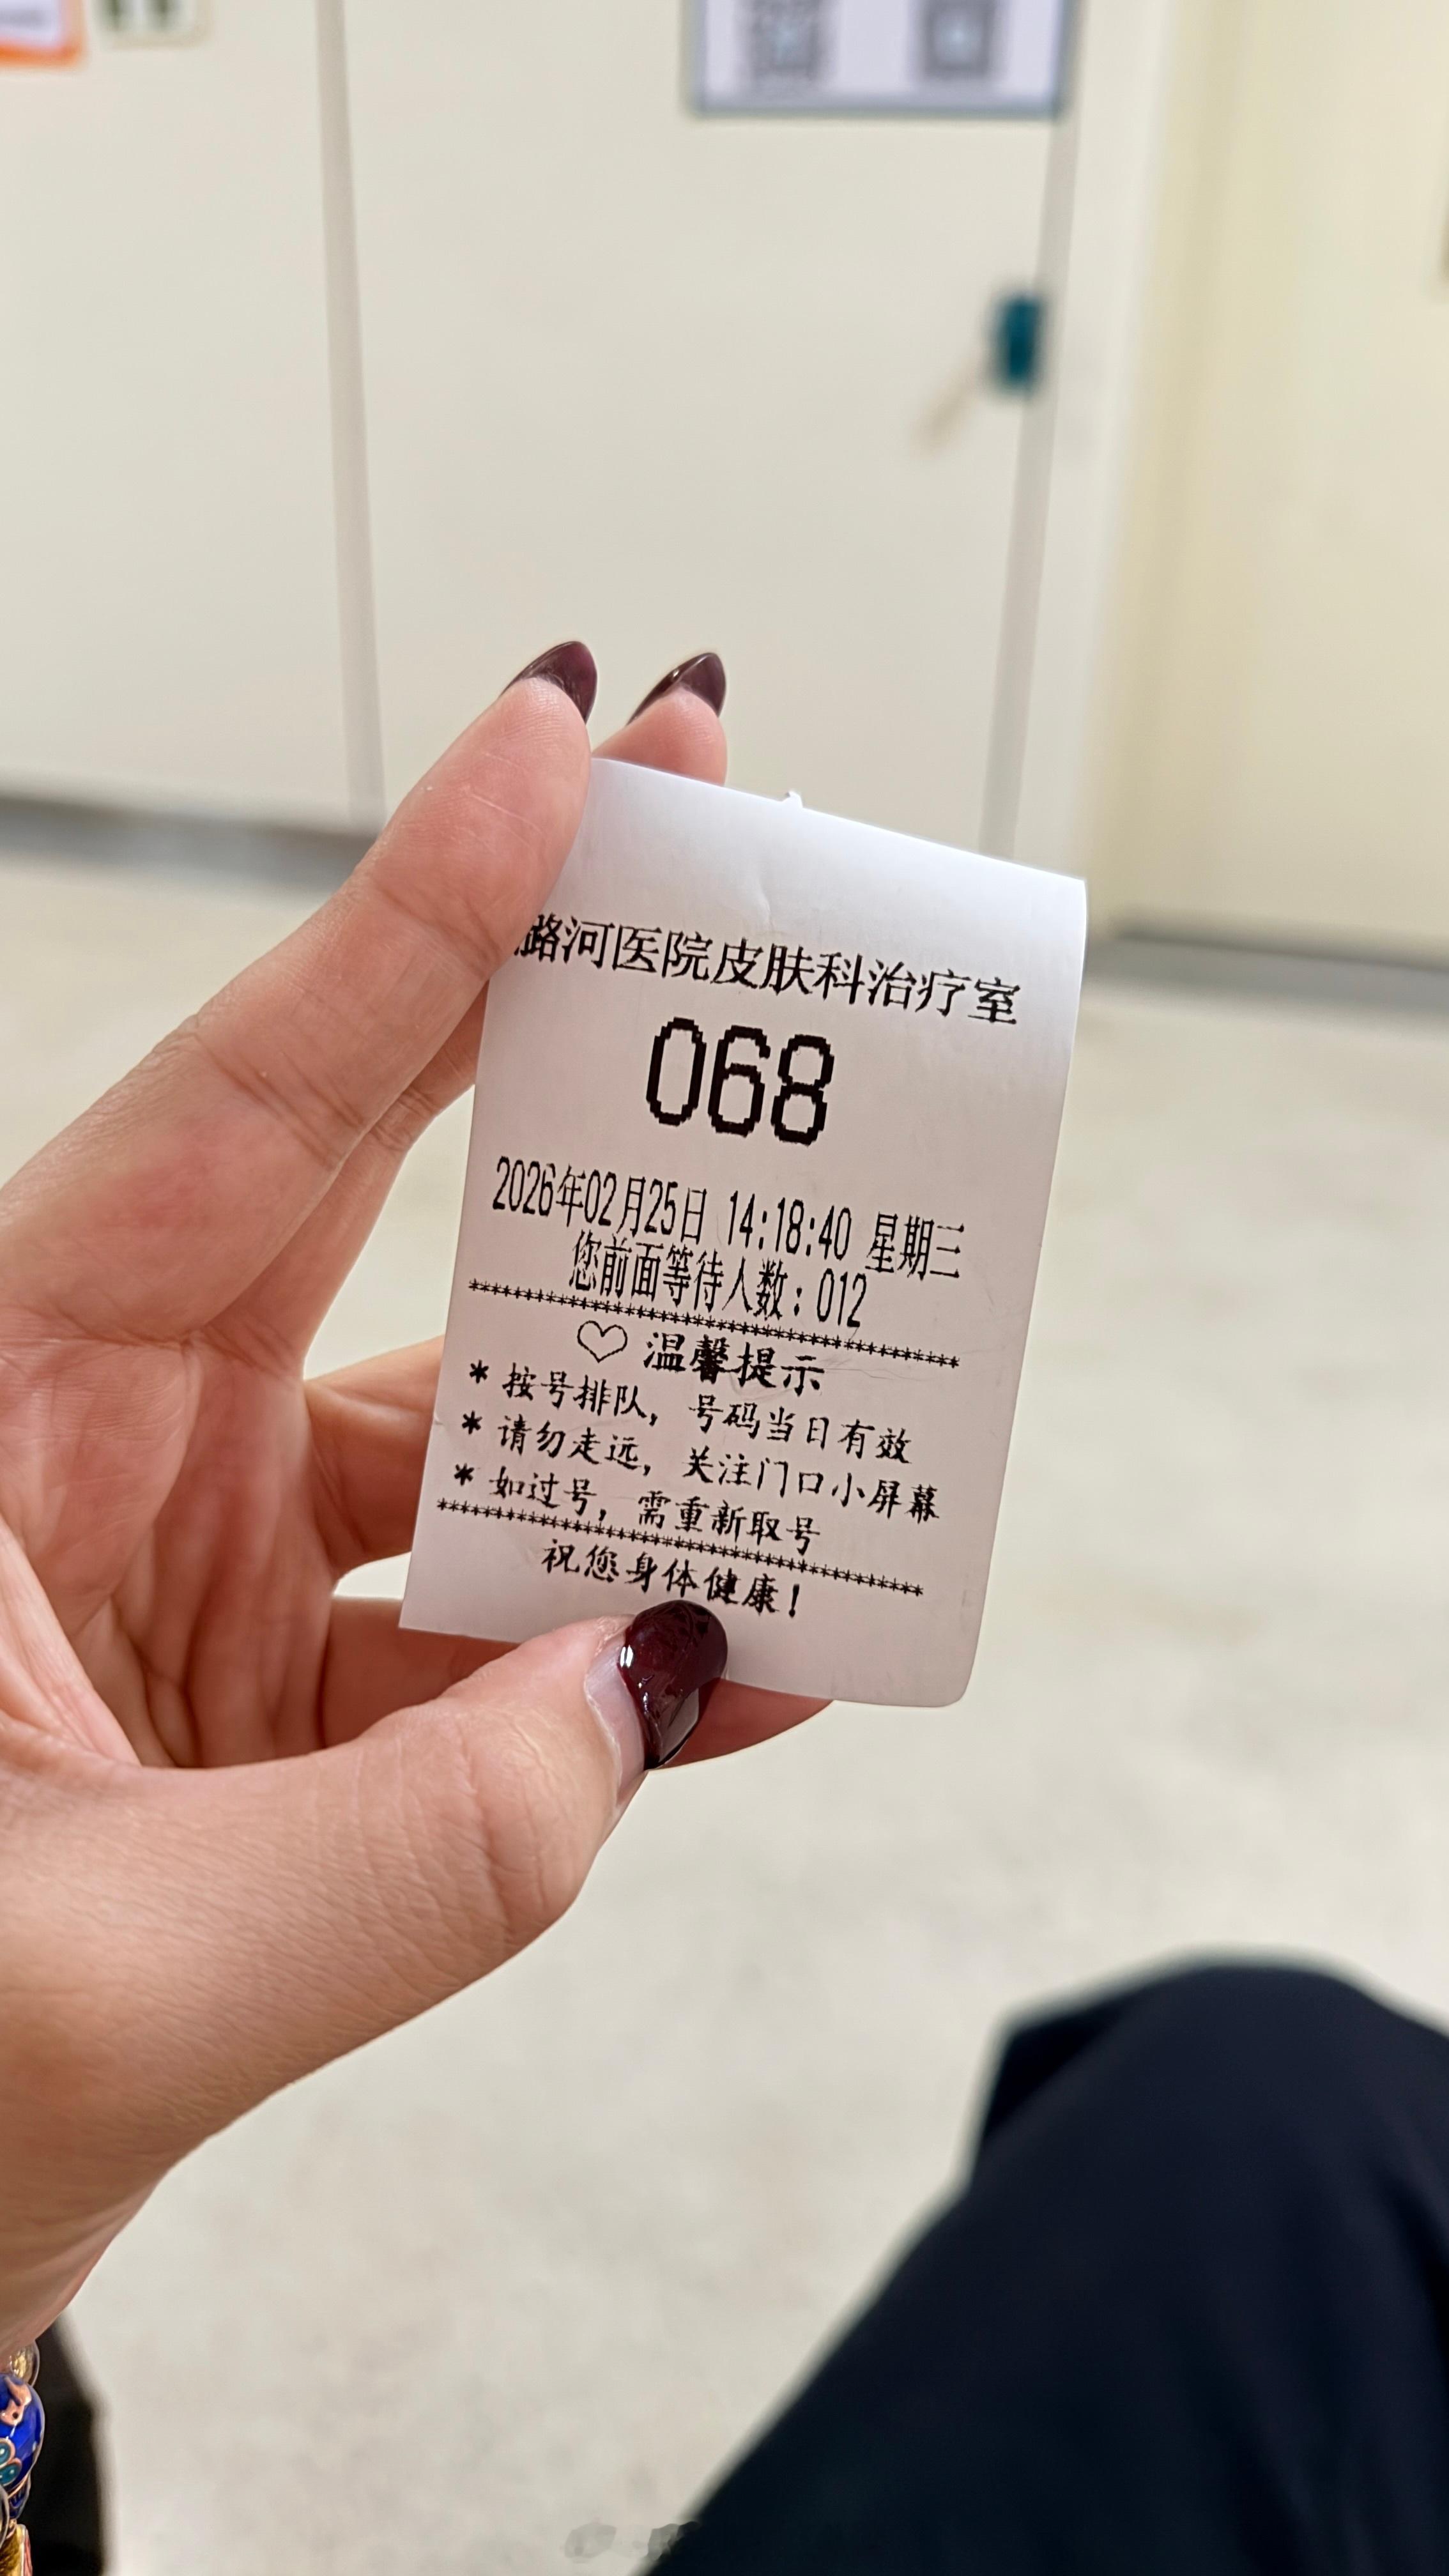 潞河医院皮肤科治疗室
068
2026年02月25日 14:18:40 星期三
您前面等待人数：012
**********************************
♡ 温馨提示
* 按号排队，号码当日有效
* 请勿走远，关注门口小屏幕
* 如过号，需重新取号
**********************************
祝您身体健康！